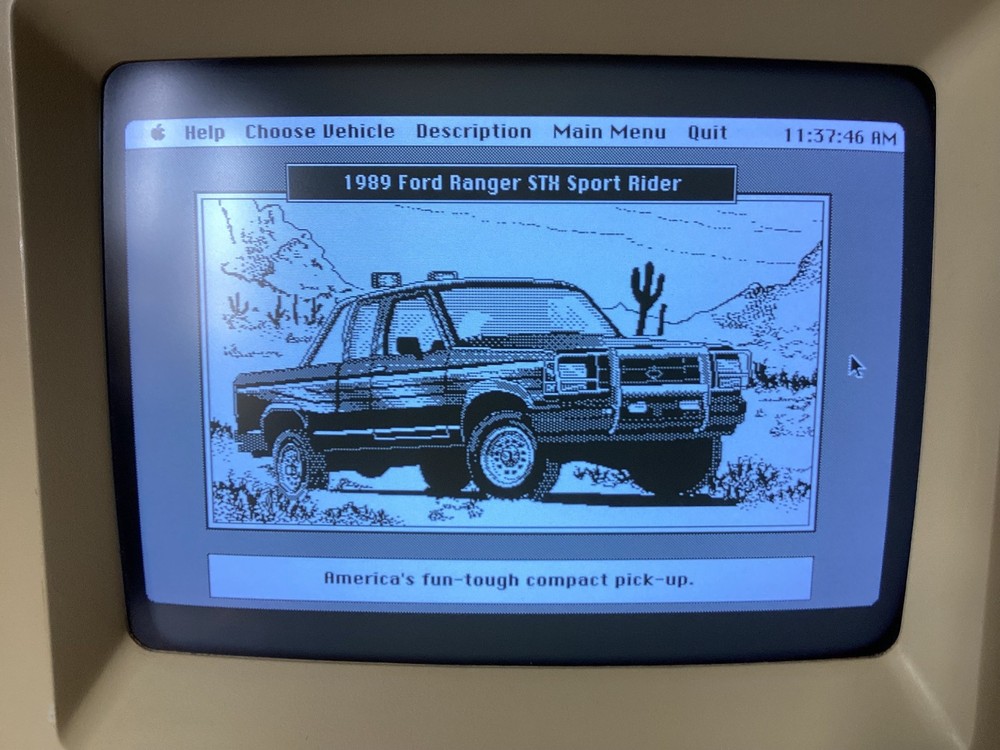 Help Choose Vehicle Description Main Menu Quit 11:37:46 AM
1989 Ford Ranger STX Sport Rider
America's fun-tough compact pick-up.